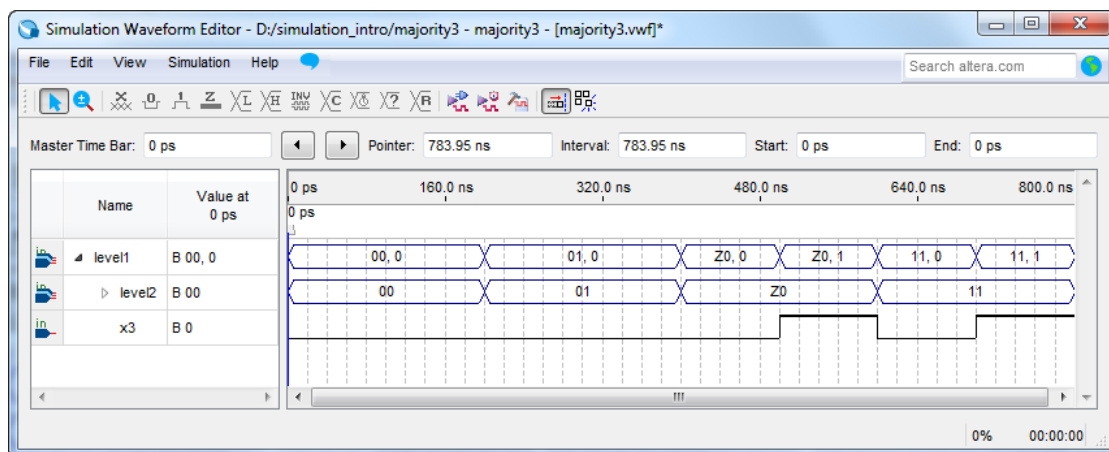 Simulation Waveform Editor - D:/simulation_intro/majority3 - majority3 - [majority3.vwf]*
File Edit View Simulation Help Search altera.com
Master Time Bar: 0 ps Pointer: 783.95 ns Interval: 783.95 ns Start: 0 ps End: 0 ps
Name Value at 0 ps
0 ps 160.0 ns 320.0 ns 480.0 ns 640.0 ns 800.0 ns
0 ps
level1 B 00, 0 00, 0 01, 0 Z0, 0 Z0, 1 11, 0 11, 1
level2 B 00 00 01 Z0 11
x3 B 0
0% 00:00:00